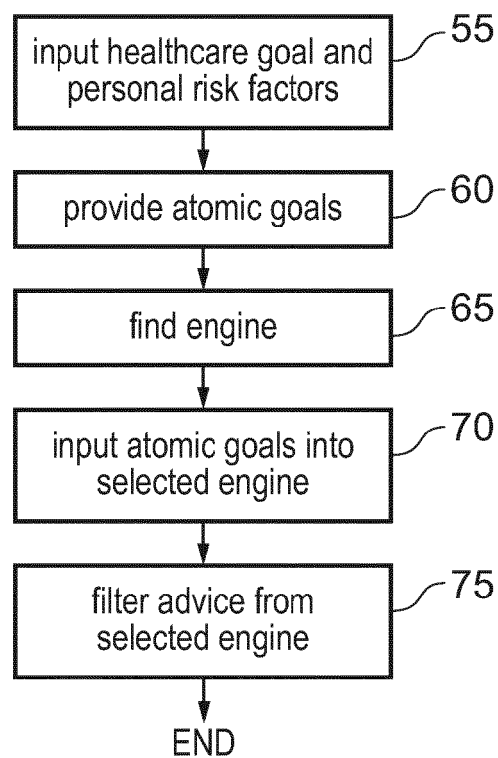 input healthcare goal and
personal risk factors
55
provide atomic goals
60
find engine
65
input atomic goals into
selected engine
70
filter advice from
selected engine
75
END